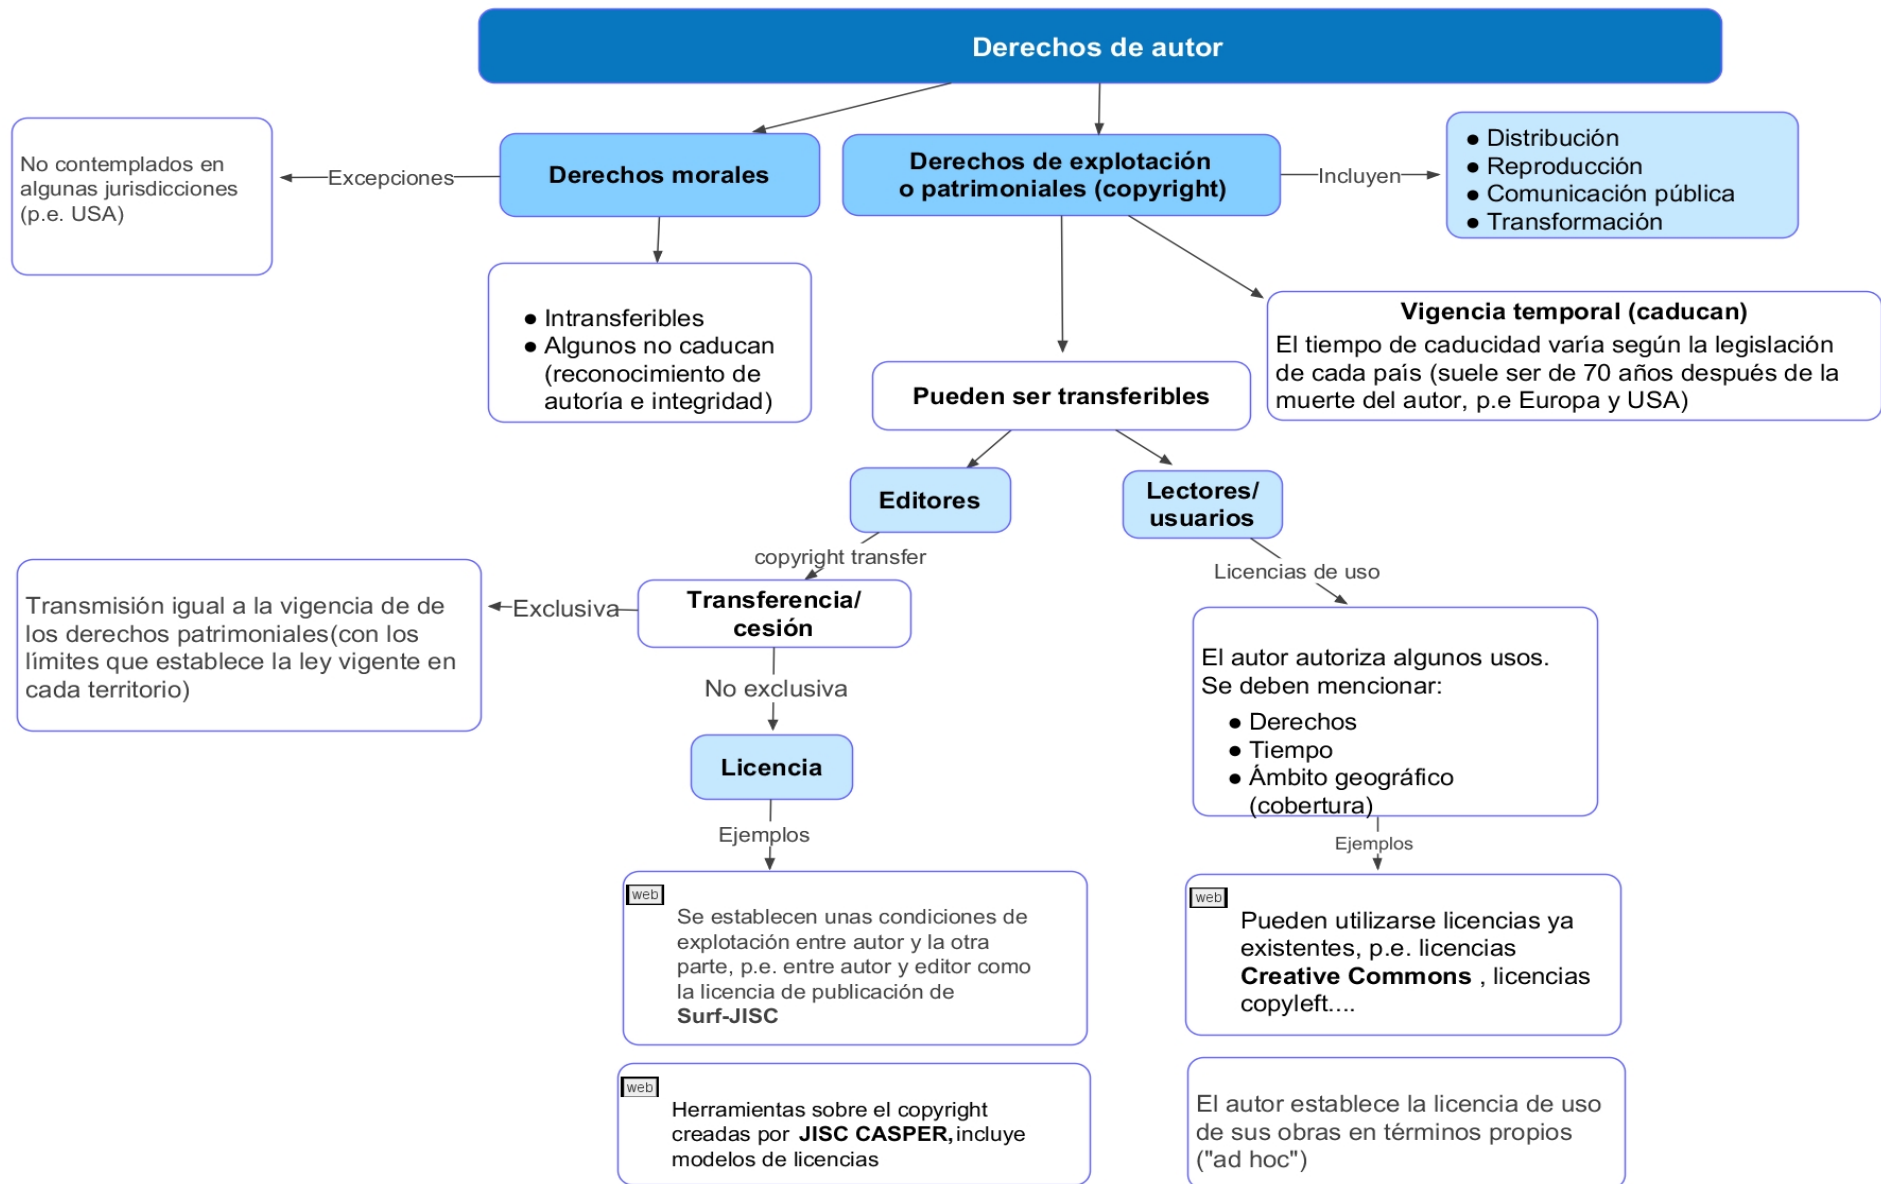 Derechos de autor
No contemplados en
algunas jurisdicciones
(p.e. USA)
Excepciones
Derechos morales
Derechos de explotación
o patrimoniales (copyright)
Incluyen
● Distribución
● Reproducción
● Comunicación pública
● Transformación
● Intransferibles
● Algunos no caducan
(reconocimiento de
autoría e integridad)
Vigencia temporal (caducan)
El tiempo de caducidad varía según la legislación
de cada país (suele ser de 70 años después de la
muerte del autor, p.e Europa y USA)
Pueden ser transferibles
Editores
Lectores/
usuarios
copyright transfer
Licencias de uso
Transmisión igual a la vigencia de de
los derechos patrimoniales(con los
límites que establece la ley vigente en
cada territorio)
Exclusiva
Transferencia/
cesión
No exclusiva
Licencia
Ejemplos
El autor autoriza algunos usos.
Se deben mencionar:
● Derechos
● Tiempo
● Ámbito geográfico
(cobertura)
Ejemplos
web
Se establecen unas condiciones de
explotación entre autor y la otra
parte, p.e. entre autor y editor como
la licencia de publicación de
Surf-JISC
web
Pueden utilizarse licencias ya
existentes, p.e. licencias
Creative Commons , licencias
copyleft....
web
Herramientas sobre el copyright
creadas por JISC CASPER, incluye
modelos de licencias
El autor establece la licencia de uso
de sus obras en términos propios
("ad hoc")